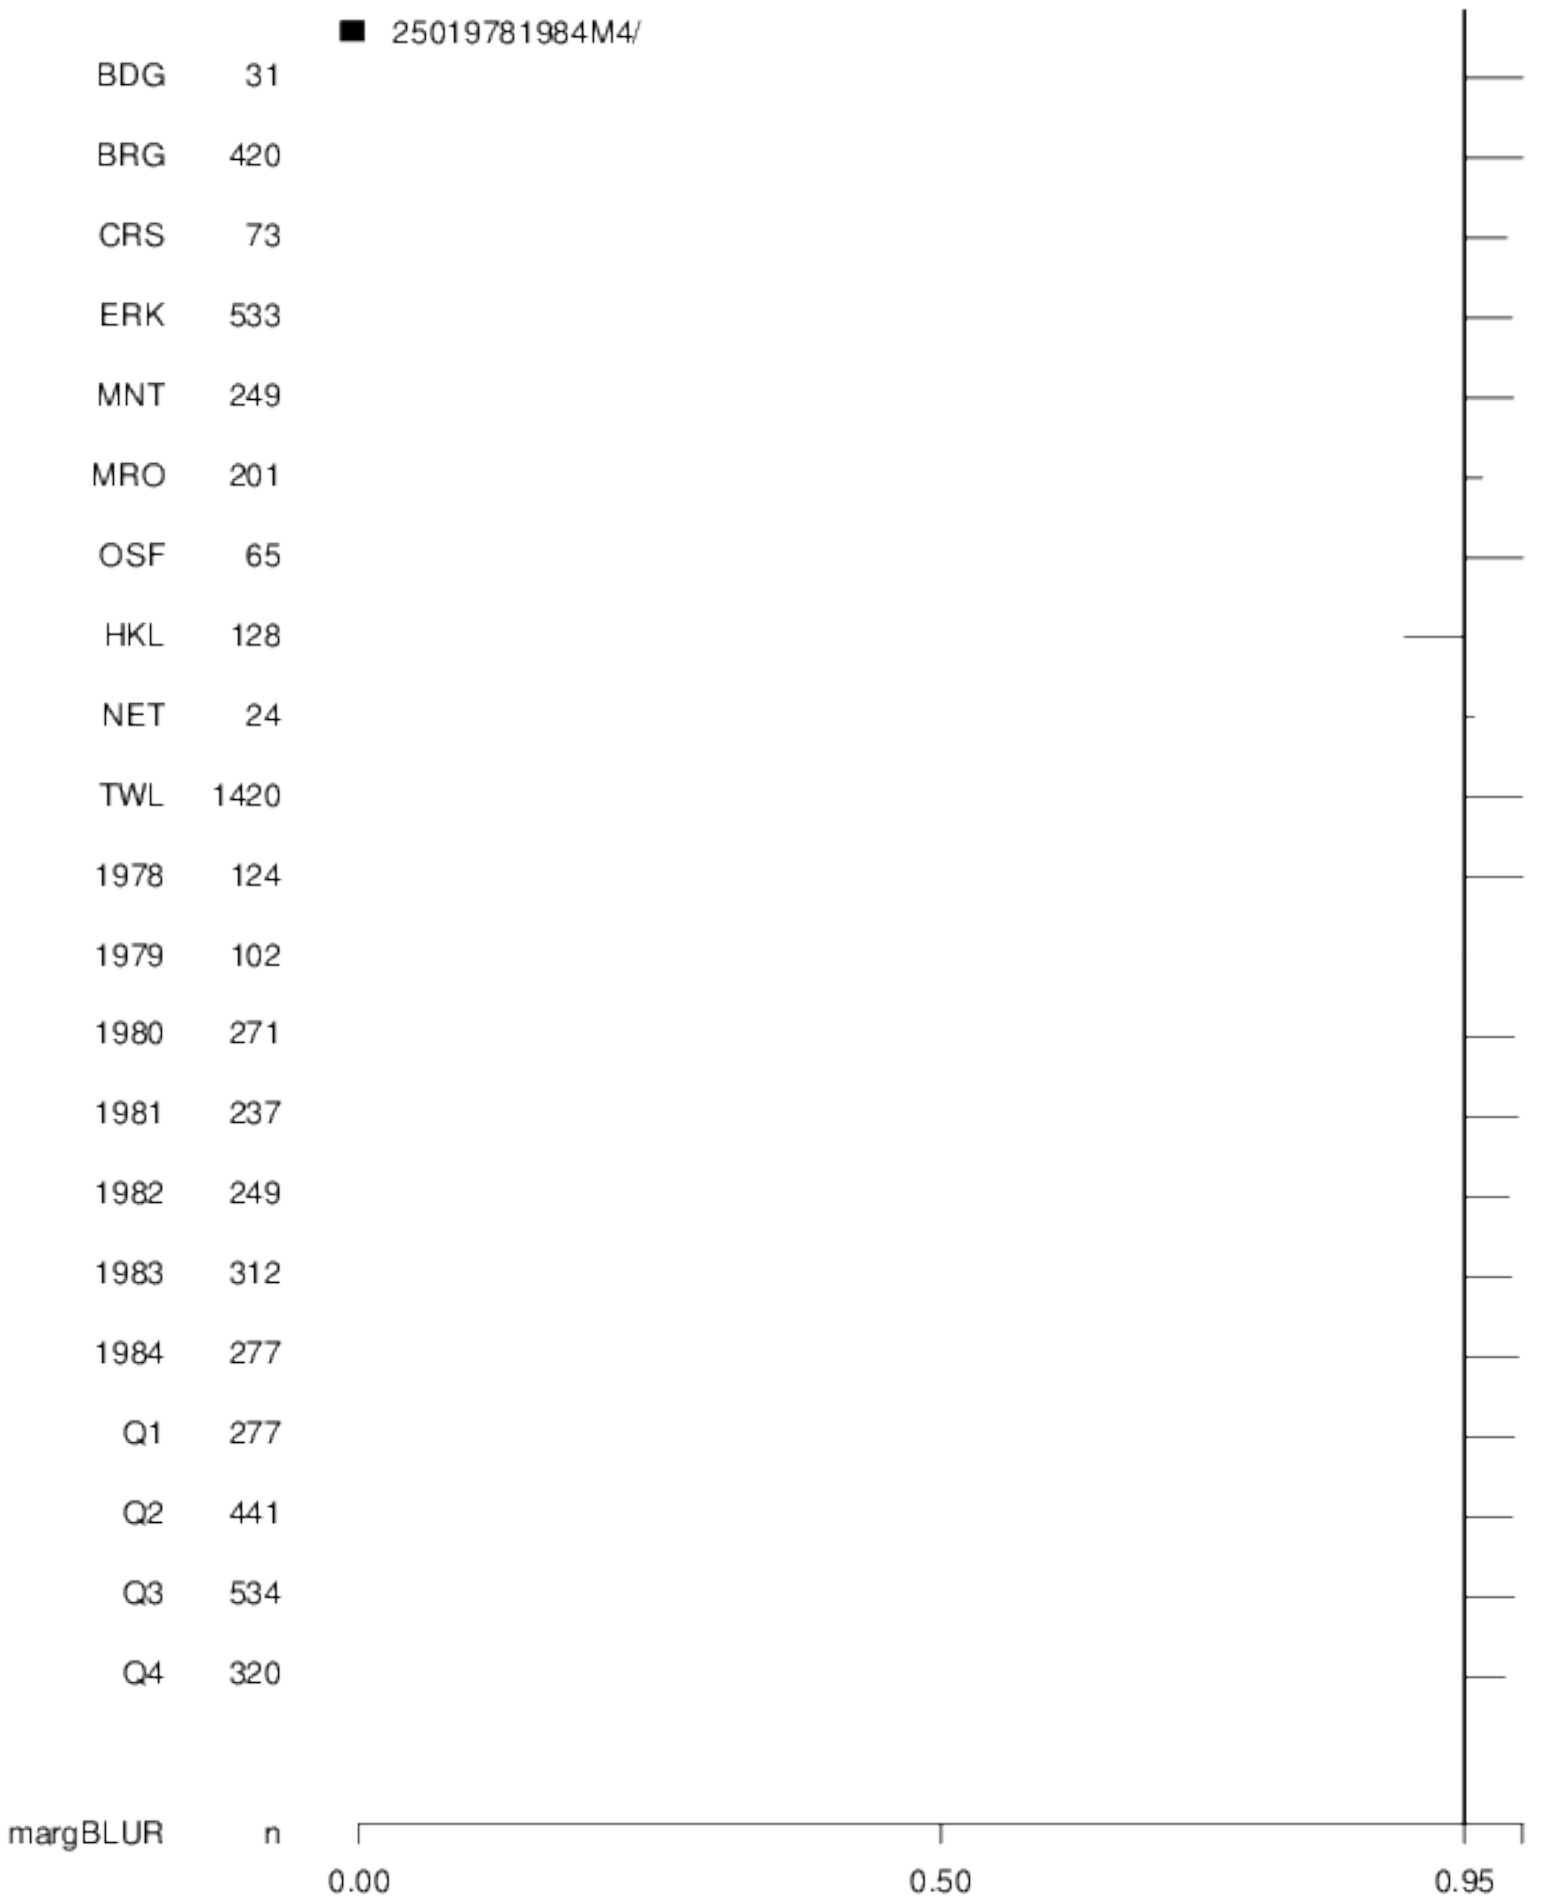 25019781984M4/
BDG 31
BRG 420
CRS 73
ERK 533
MNT 249
MRO 201
OSF 65
HKL 128
NET 24
TWL 1420
1978 124
1979 102
1980 271
1981 237
1982 249
1983 312
1984 277
Q1 277
Q2 441
Q3 534
Q4 320
margBLUR n
0.00 0.50 0.95